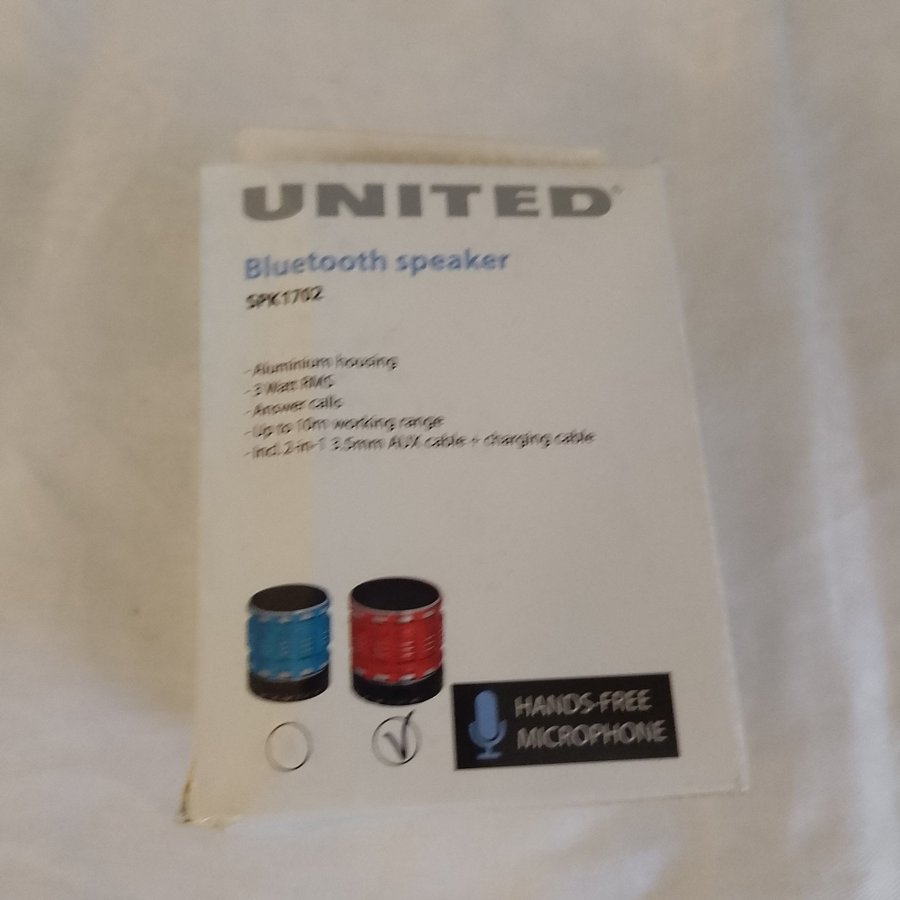 UNITED®
Bluetooth speaker
SPK1702
- Aluminium housing
- 3 Watt RMS
- Answer calls
- Up to 10m working range
- Incl. 2-in-1 3.5mm AUX cable + charging cable
HANDS-FREE
MICROPHONE